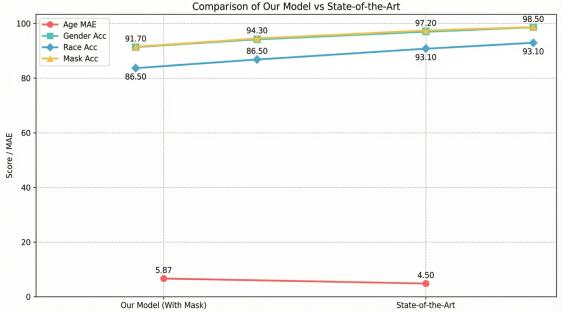 Comparison of Our Model vs State-of-the-Art
Age MAE
Gender Acc
Race Acc
Mask Acc
Score / MAE
100
80
60
40
20
0
91.70
94.30
97.20
98.50
86.50
86.50
93.10
93.10
5.87
4.50
Our Model (With Mask)
State-of-the-Art